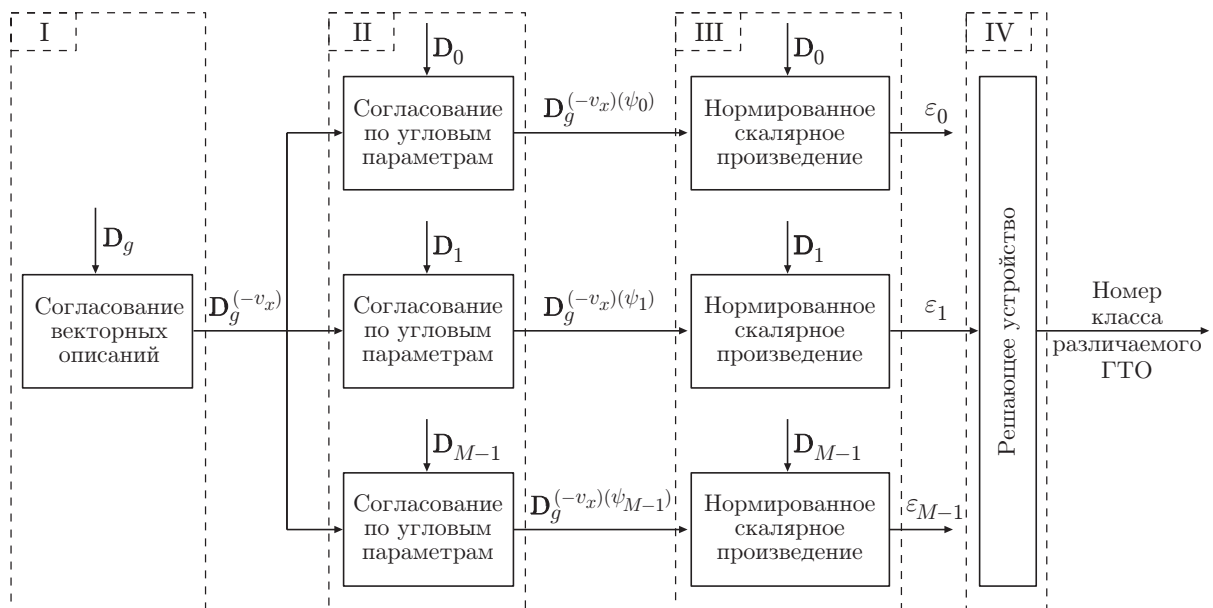 I
II
III
IV
D_0
D_0
Согласование
по угловым
параметрам
D_g^{(-v_x)(ψ_0)}
Нормированное
скалярное
произведение
ε_0
D_g
Согласование
векторных
описаний
D_g^{(-v_x)}
D_1
Согласование
по угловым
параметрам
D_g^{(-v_x)(ψ_1)}
D_1
Нормированное
скалярное
произведение
ε_1
D_{M-1}
Согласование
по угловым
параметрам
D_g^{(-v_x)(ψ_{M-1})}
D_{M-1}
Нормированное
скалярное
произведение
ε_{M-1}
Решающее устройство
Номер
класса
различаемого
ГТО